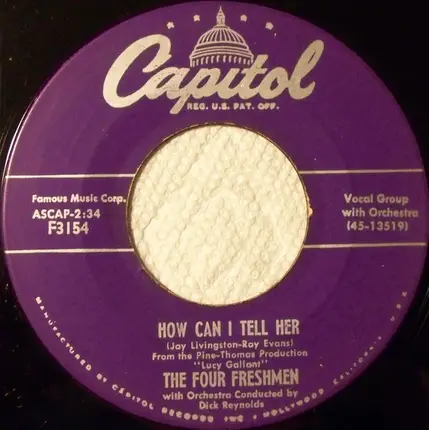 Capitol
REG. U.S. PAT. OFF.
Famous Music Corp.
ASCAP-2:34
F3154
Vocal Group
with Orchestra
(45-13519)
HOW CAN I TELL HER
(Jay Livingston-Ray Evans)
From the Pine-Thomas Production
"Lucy Gallant"
THE FOUR FRESHMEN
with Orchestra Conducted by
Dick Reynolds
MANUFACTURED BY CAPITOL RECORDS INC • HOLLYWOOD CALIFORNIA U.S.A.